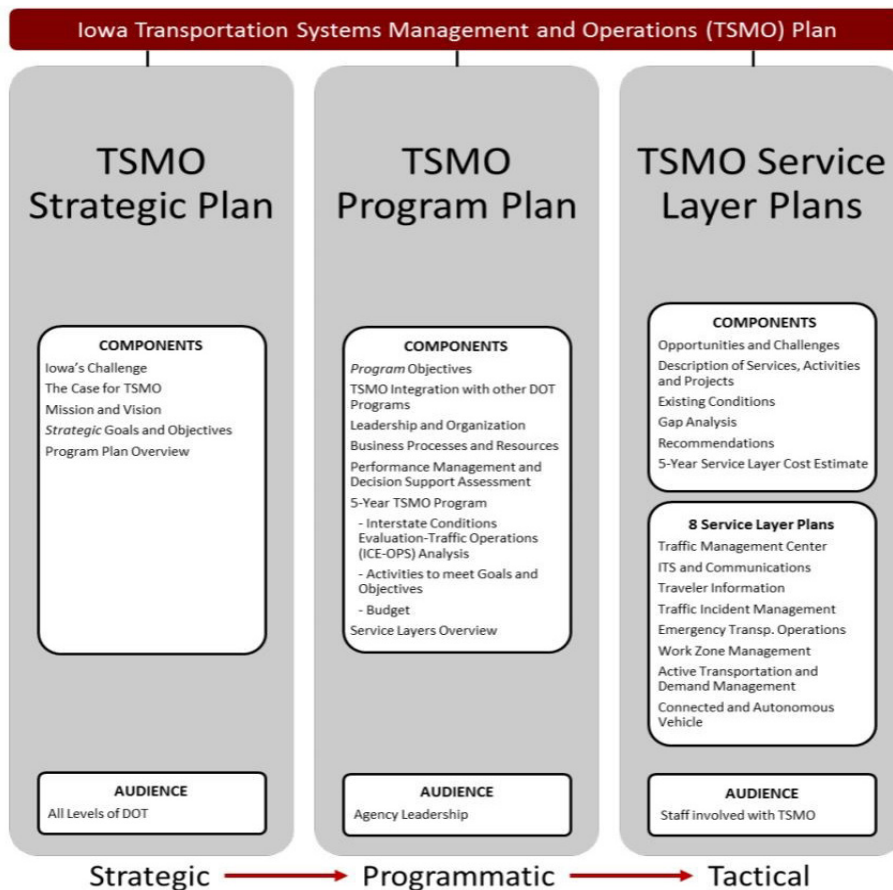 Iowa Transportation Systems Management and Operations (TSMO) Plan
TSMO
Strategic Plan
COMPONENTS
Iowa's Challenge
The Case for TSMO
Mission and Vision
Strategic Goals and Objectives
Program Plan Overview
AUDIENCE
All Levels of DOT
TSMO
Program Plan
COMPONENTS
Program Objectives
TSMO Integration with other DOT
Programs
Leadership and Organization
Business Processes and Resources
Performance Management and
Decision Support Assessment
5-Year TSMO Program
- Interstate Conditions
Evaluation-Traffic Operations
(ICE-OPS) Analysis
- Activities to meet Goals and
Objectives
- Budget
Service Layers Overview
AUDIENCE
Agency Leadership
TSMO Service
Layer Plans
COMPONENTS
Opportunities and Challenges
Description of Services, Activities
and Projects
Existing Conditions
Gap Analysis
Recommendations
5-Year Service Layer Cost Estimate
8 Service Layer Plans
Traffic Management Center
ITS and Communications
Traveler Information
Traffic Incident Management
Emergency Transp. Operations
Work Zone Management
Active Transportation and
Demand Management
Connected and Autonomous
Vehicle
AUDIENCE
Staff involved with TSMO
Strategic
Programmatic
Tactical